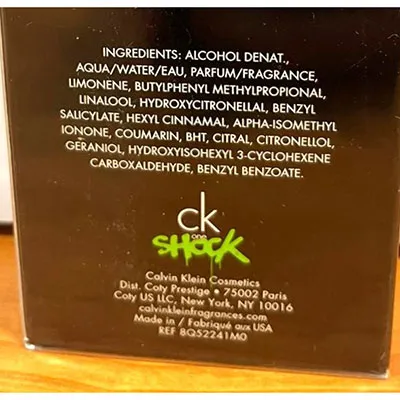 INGREDIENTS: ALCOHOL DENAT.,
AQUA/WATER/EAU, PARFUM/FRAGRANCE,
LIMONENE, BUTYLPHENYL METHYLPROPIONAL,
LINALOOL, HYDROXYCITRONELLAL, BENZYL
SALICYLATE, HEXYL CINNAMAL, ALPHA-ISOMETHYL
IONONE, COUMARIN, BHT, CITRAL, CITRONELLOL,
GERANIOL, HYDROXYISOHEXYL 3-CYCLOHEXENE
CARBOXALDEHYDE, BENZYL BENZOATE.
ck
one
SHOCK
Calvin Klein Cosmetics
Dist. Coty Prestige • 75002 Paris
Coty US LLC, New York, NY 10016
calvinkleinfragrances.com
Made in / Fabriqué aux USA
REF 8Q52241M0